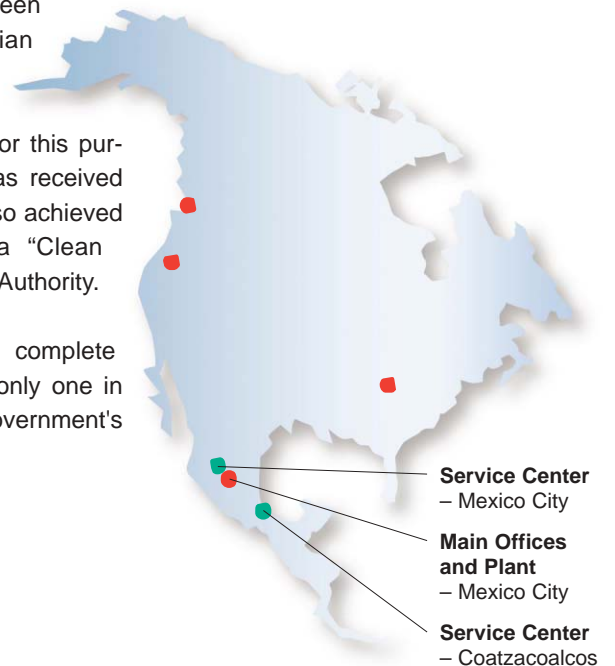 een
ian
or this pur-
as received
so achieved
a “Clean
Authority.
complete
only one in
overnment's
Service Center
– Mexico City
Main Offices
and Plant
– Mexico City
Service Center
– Coatzacoalcos